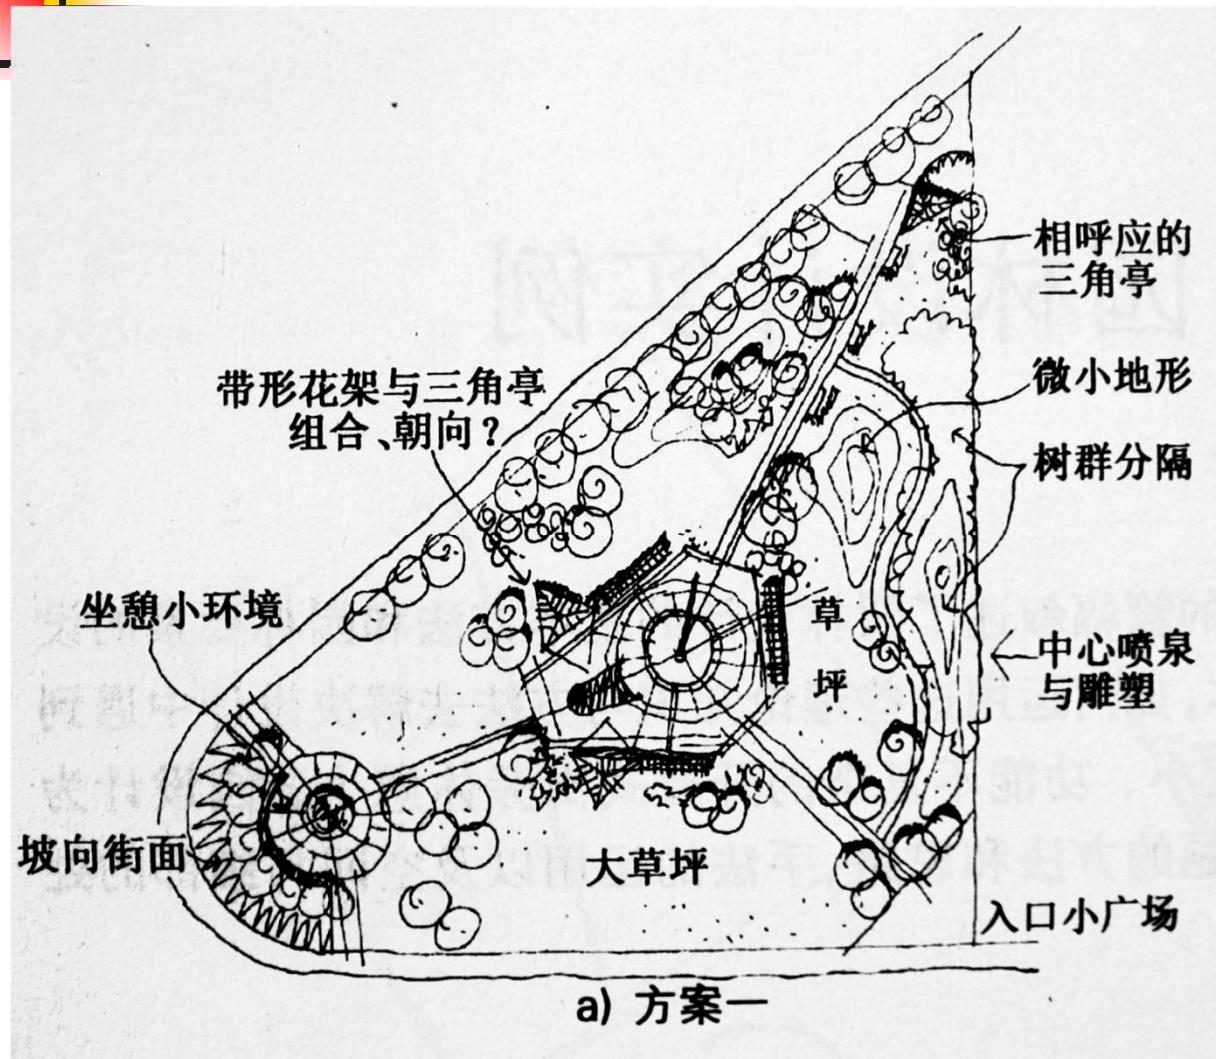 相呼应的
三角亭
微小地形
带形花架与三角亭
组合、朝向？
树群分隔
坐憩小环境
草
坪
中心喷泉
与雕塑
坡向街面
大草坪
入口小广场
a) 方案一